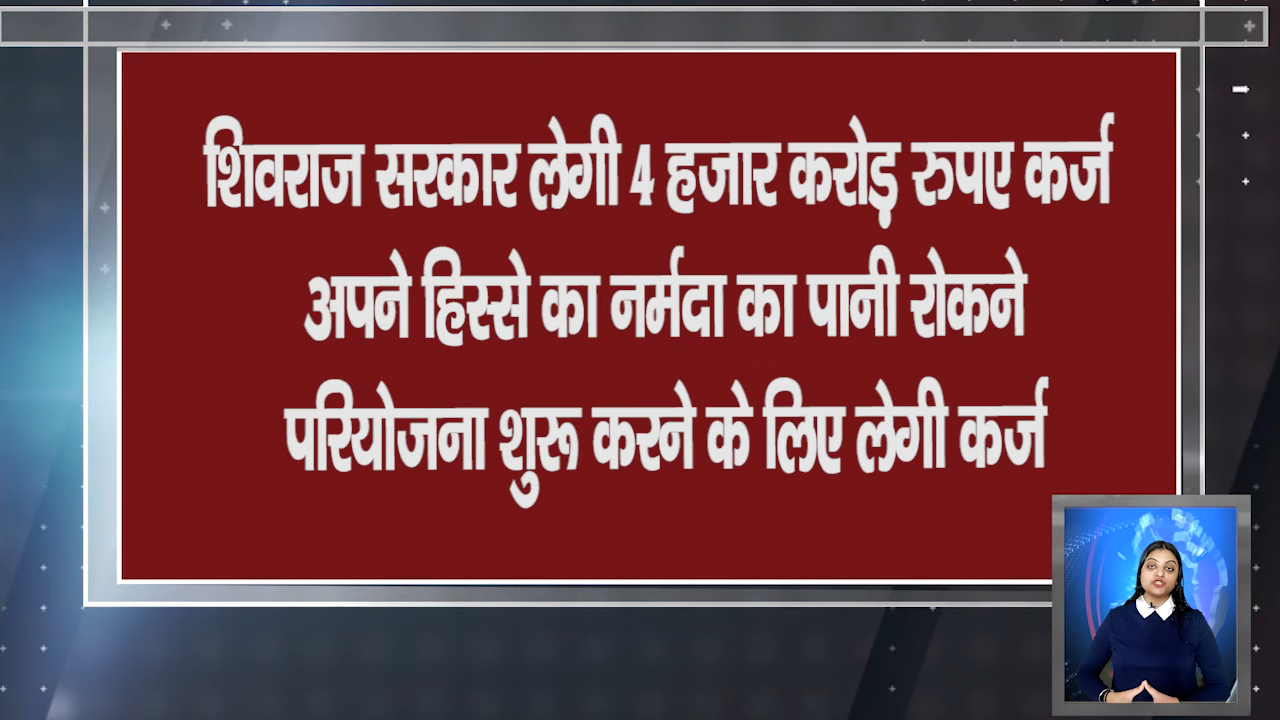 शिवराज सरकार लेगी 4 हजार करोड़ रुपए कर्ज
अपने हिस्से का नर्मदा का पानी रोकने
परियोजना शुरू करने के लिए लेगी कर्ज